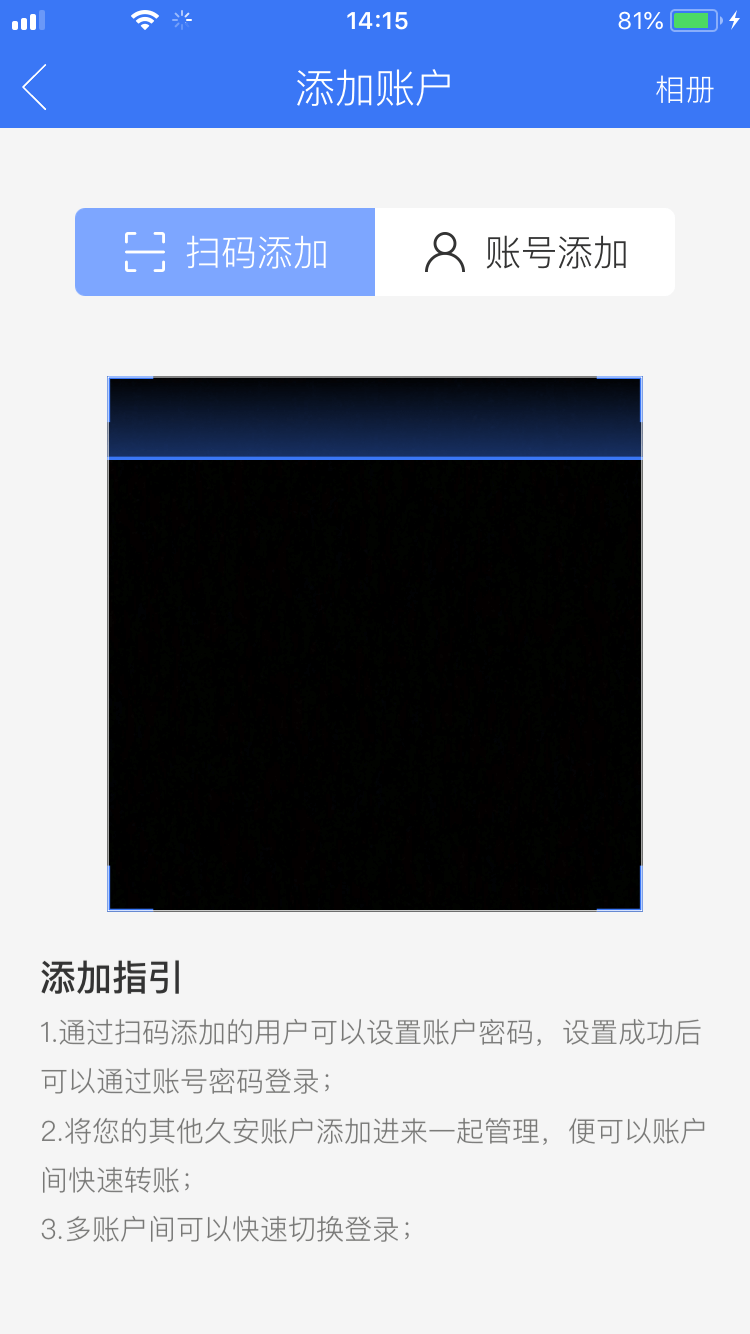 14:15
81%
添加账户
相册
扫码添加
账号添加
添加指引
1.通过扫码添加的用户可以设置账户密码，设置成功后
可以通过账号密码登录；
2.将您的其他久安账户添加进来一起管理，便可以账户
间快速转账；
3.多账户间可以快速切换登录；